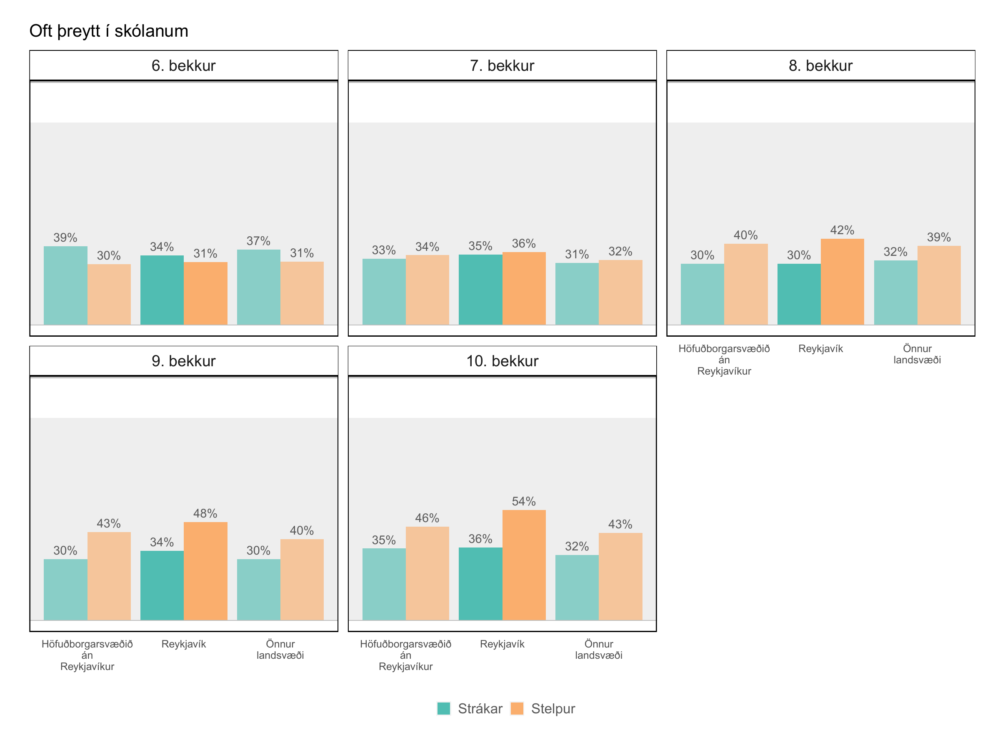 Oft þreytt í skólanum
6. bekkur
7. bekkur
8. bekkur
39%
30%
34%
31%
37%
31%
33%
34%
35%
36%
31%
32%
30%
40%
30%
42%
32%
39%
Höfuðborgarsvæðið
án
Reykjavíkur
Reykjavík
Önnur
landsvæði
9. bekkur
10. bekkur
30%
43%
34%
48%
30%
40%
35%
46%
36%
54%
32%
43%
Höfuðborgarsvæðið
án
Reykjavíkur
Reykjavík
Önnur
landsvæði
Höfuðborgarsvæðið
án
Reykjavíkur
Reykjavík
Önnur
landsvæði
Strákar
Stelpur